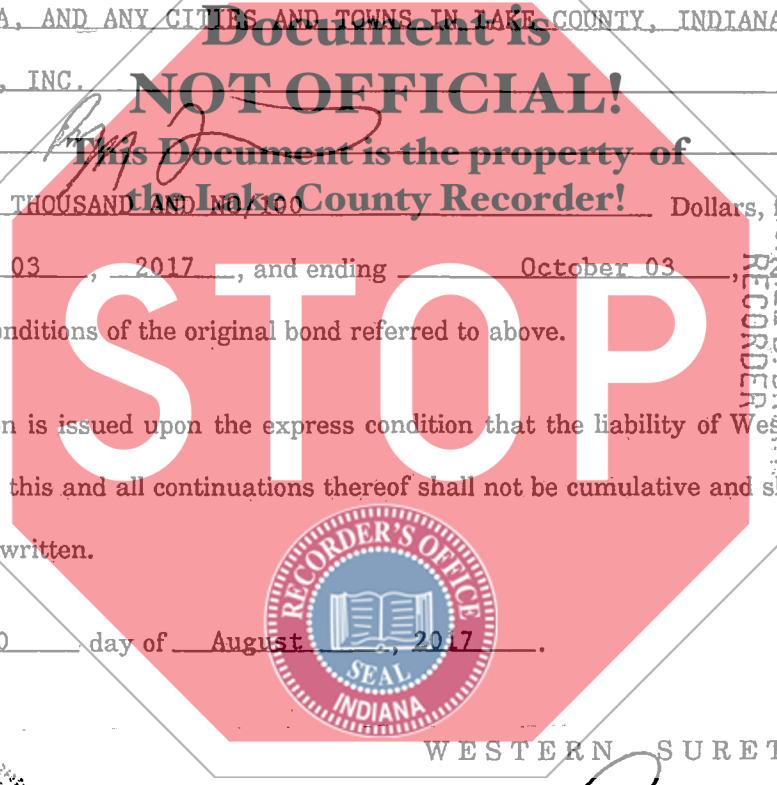 A, AND ANY CITIES AND TOWNS IN LAKE COUNTY, INDIANA
Document is
, INC.
NOT OFFICIAL!
This Document is the property of
the Lake County Recorder!
THOUSAND AND NO/100 Dollars,
03, 2017, and ending October 03,
RECORDER
nditions of the original bond referred to above.
STOP
n is issued upon the express condition that the liability of Wes
this and all continuations thereof shall not be cumulative and s
written.
RECORDER'S OFFICE
SEAL
INDIANA
0 day of August, 2017.
WESTERN SURET